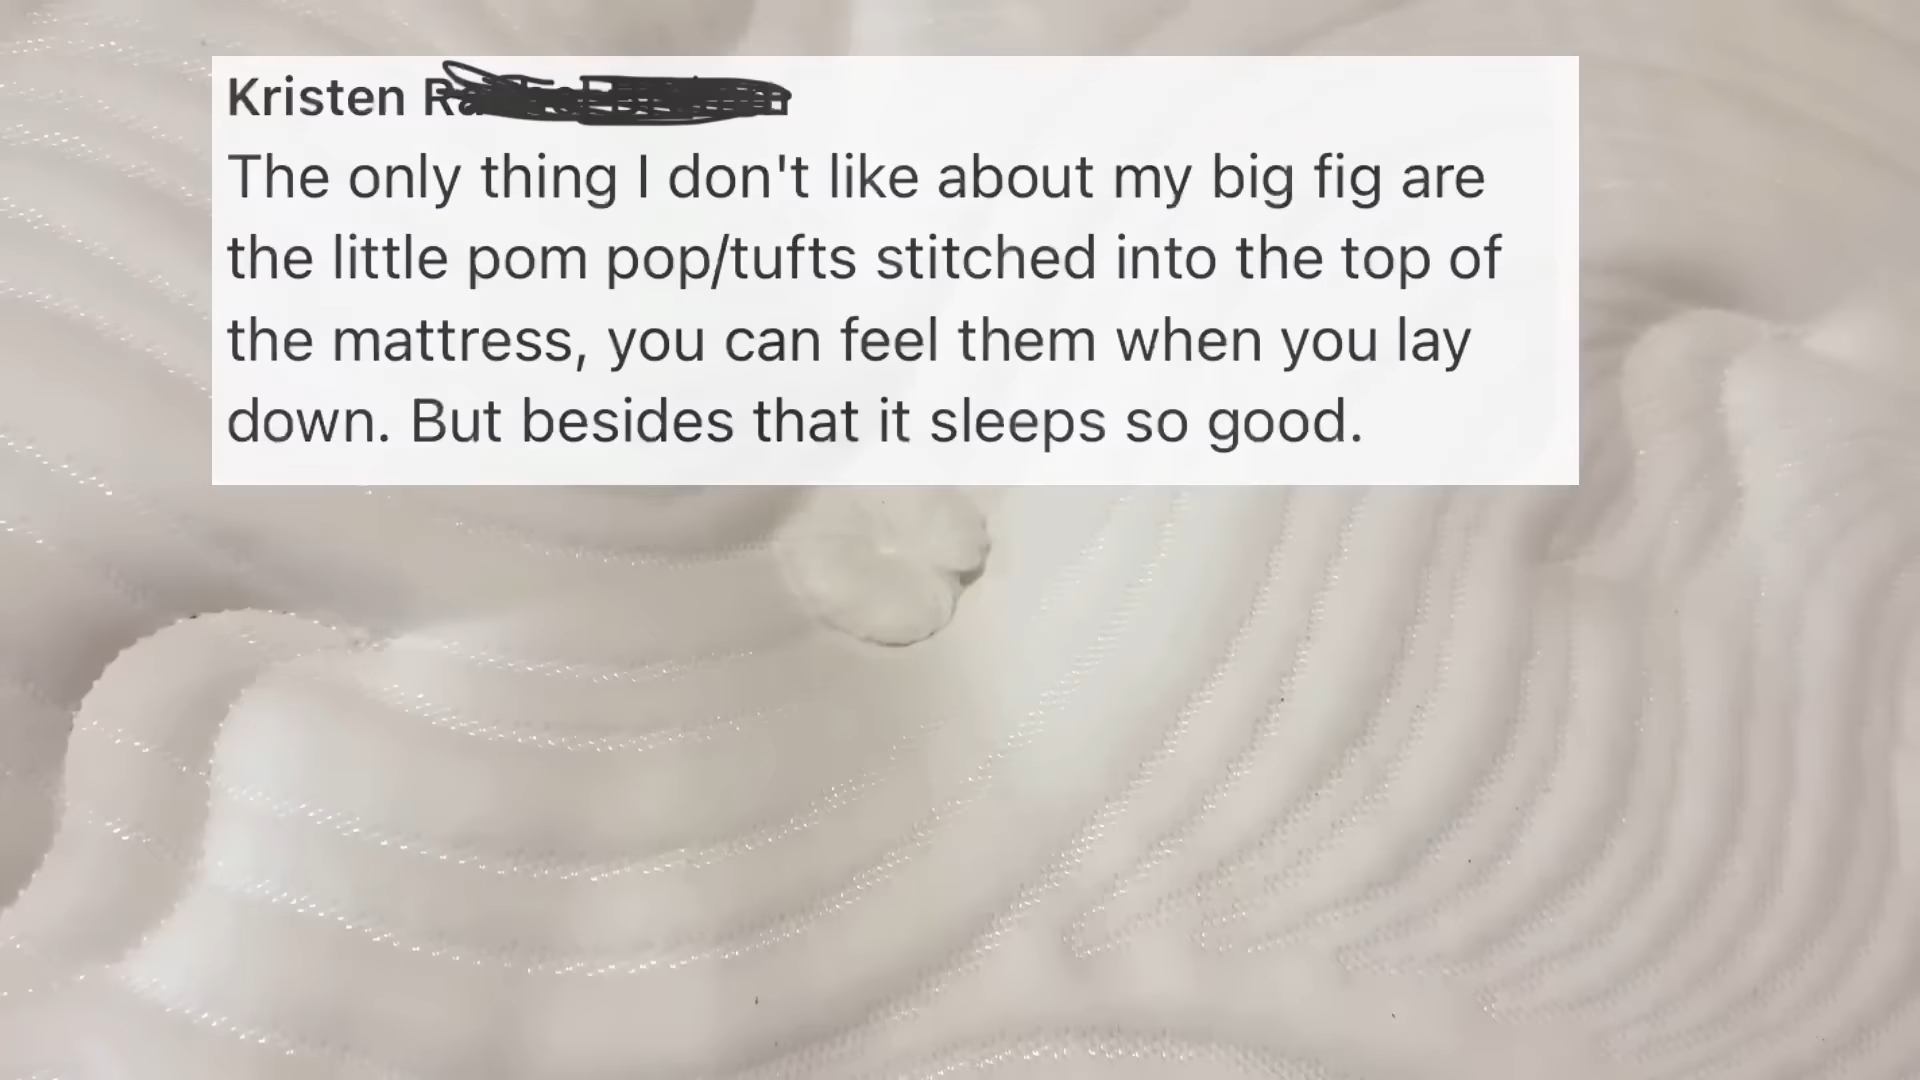 Kristen
The only thing I don't like about my big fig are
the little pom pop/tufts stitched into the top of
the mattress, you can feel them when you lay
down. But besides that it sleeps so good.